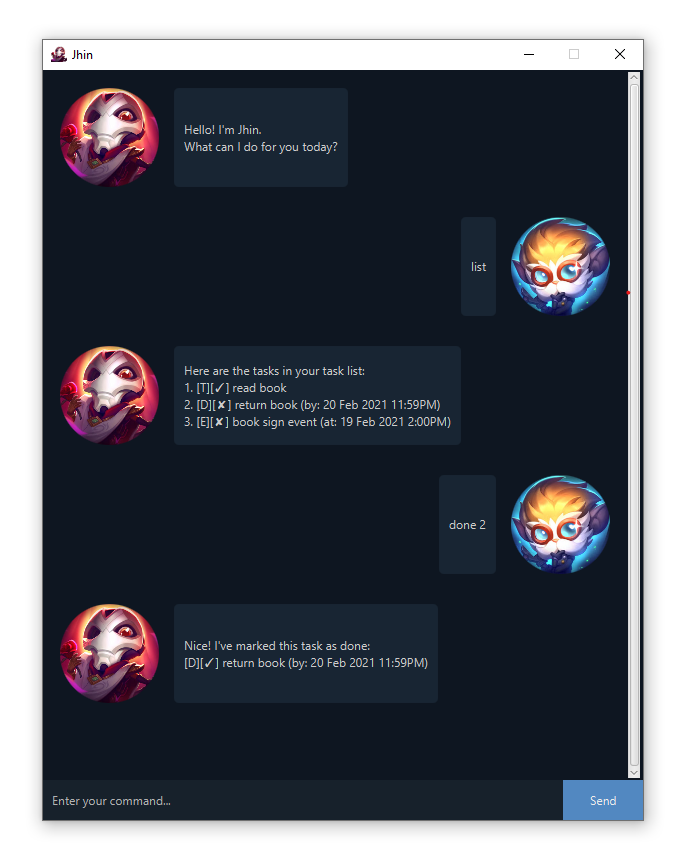 Jhin
Hello! I'm Jhin.
What can I do for you today?
list
Here are the tasks in your task list:
1. [T][✓] read book
2. [D][✘] return book (by: 20 Feb 2021 11:59PM)
3. [E][✘] book sign event (at: 19 Feb 2021 2:00PM)
done 2
Nice! I've marked this task as done:
[D][✓] return book (by: 20 Feb 2021 11:59PM)
Enter your command...
Send